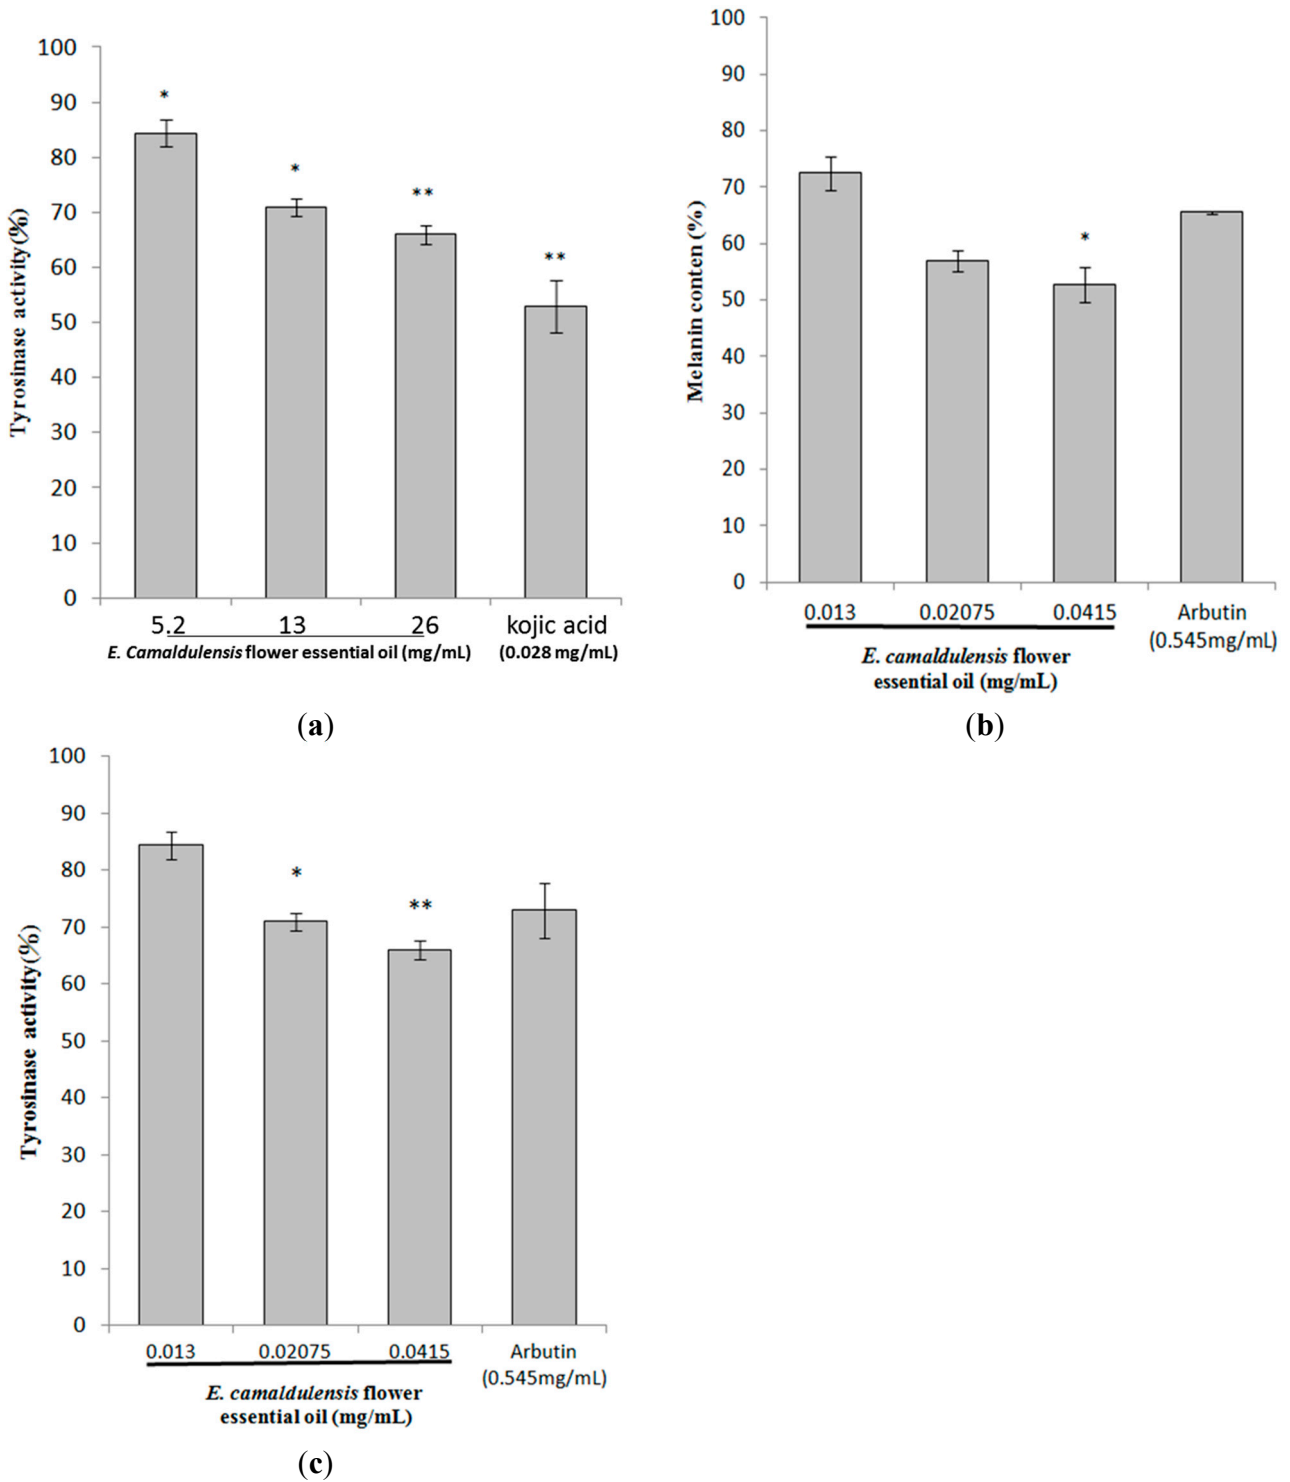 100
90
80
70
60
50
40
30
20
10
0
Tyrosinase activity(%)
*
*
**
**
5.2 13 26 kojic acid
E. Camaldulensis flower essential oil (mg/mL) (0.028 mg/mL)
(a)
100
90
80
70
60
50
40
30
20
10
0
Melanin conten (%)
*
0.013 0.02075 0.0415 Arbutin
(0.545mg/mL)
E. camaldulensis flower
essential oil (mg/mL)
(b)
100
90
80
70
60
50
40
30
20
10
0
Tyrosinase activity(%)
*
**
0.013 0.02075 0.0415 Arbutin
(0.545mg/mL)
E. camaldulensis flower
essential oil (mg/mL)
(c)